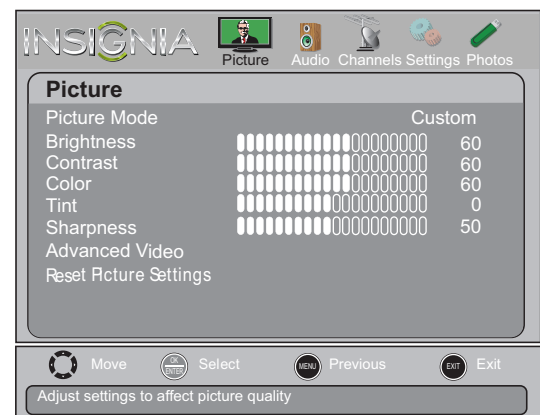 INSIGNIA
Picture Audio Channels Settings Photos
Picture
Picture Mode Custom
Brightness 60
Contrast 60
Color 60
Tint 0
Sharpness 50
Advanced Video
Reset Picture Settings
Move OK ENTER Select MENU Previous EXIT Exit
Adjust settings to affect picture quality